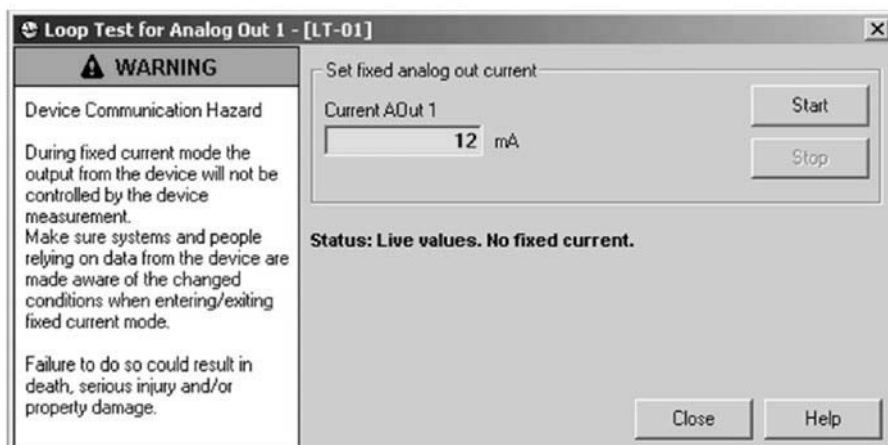 Loop Test for Analog Out 1 - [LT-01]
WARNING
Device Communication Hazard
During fixed current mode the
output from the device will not be
controlled by the device
measurement.
Make sure systems and people
relying on data from the device are
made aware of the changed
conditions when entering/exiting
fixed current mode.
Failure to do so could result in
death, serious injury and/or
property damage.
Set fixed analog out current
Current AOut 1
12 mA
Start
Stop
Status: Live values. No fixed current.
Close
Help